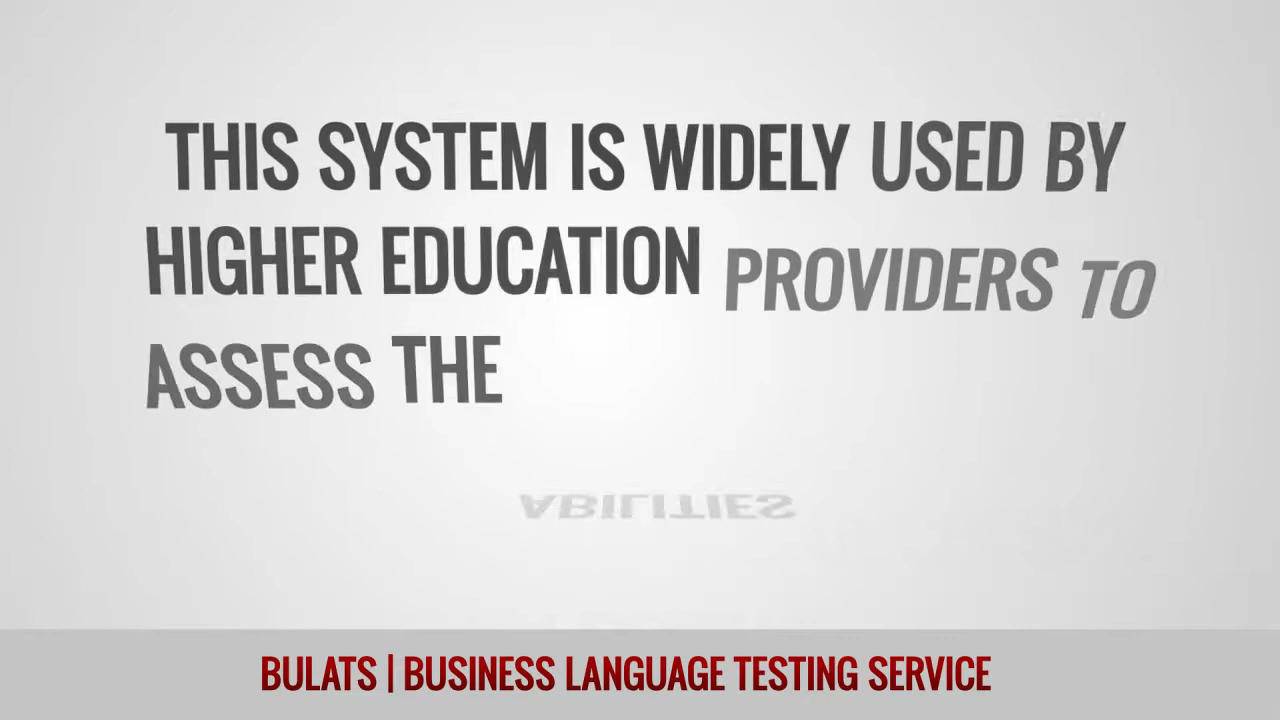 THIS SYSTEM IS WIDELY USED BY
HIGHER EDUCATION PROVIDERS TO
ASSESS THE
ABILITIES
BULATS | BUSINESS LANGUAGE TESTING SERVICE